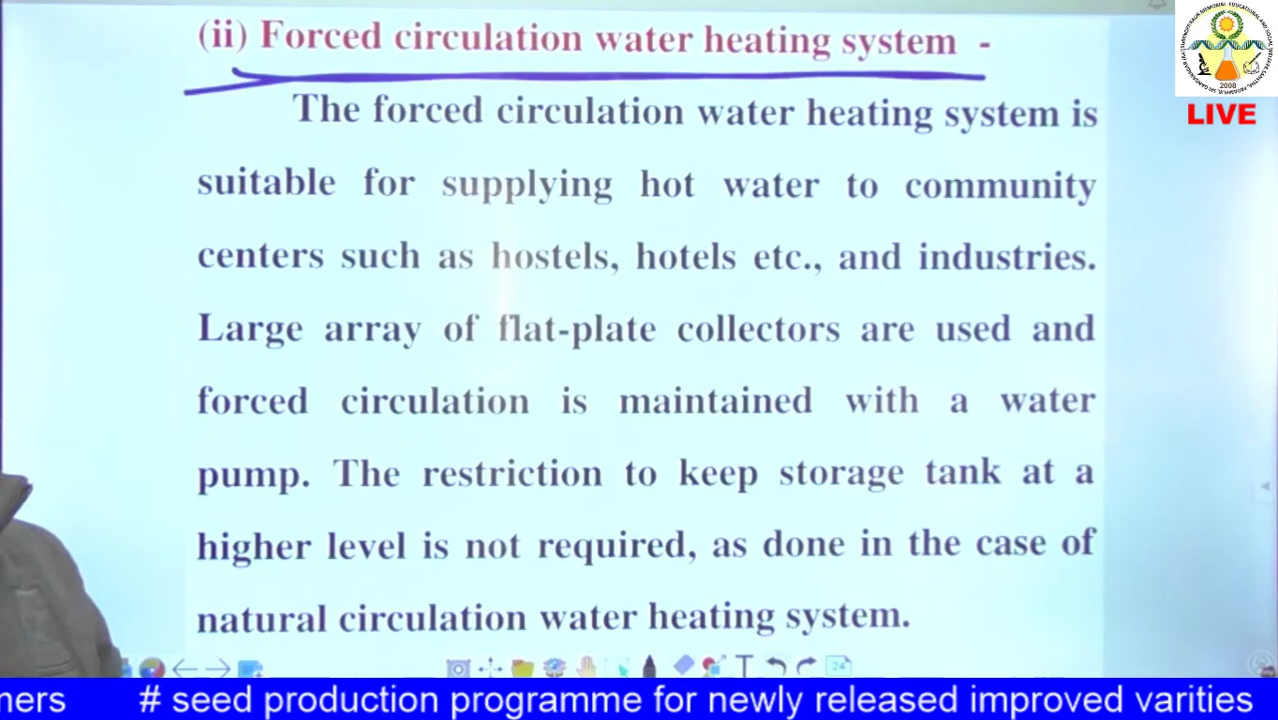 (ii) Forced circulation water heating system -
The forced circulation water heating system is
suitable for supplying hot water to community
centers such as hostels, hotels etc., and industries.
Large array of flat-plate collectors are used and
forced circulation is maintained with a water
pump. The restriction to keep storage tank at a
higher level is not required, as done in the case of
natural circulation water heating system.
2008
LIVE
T
24
mers # seed production programme for newly released improved varities